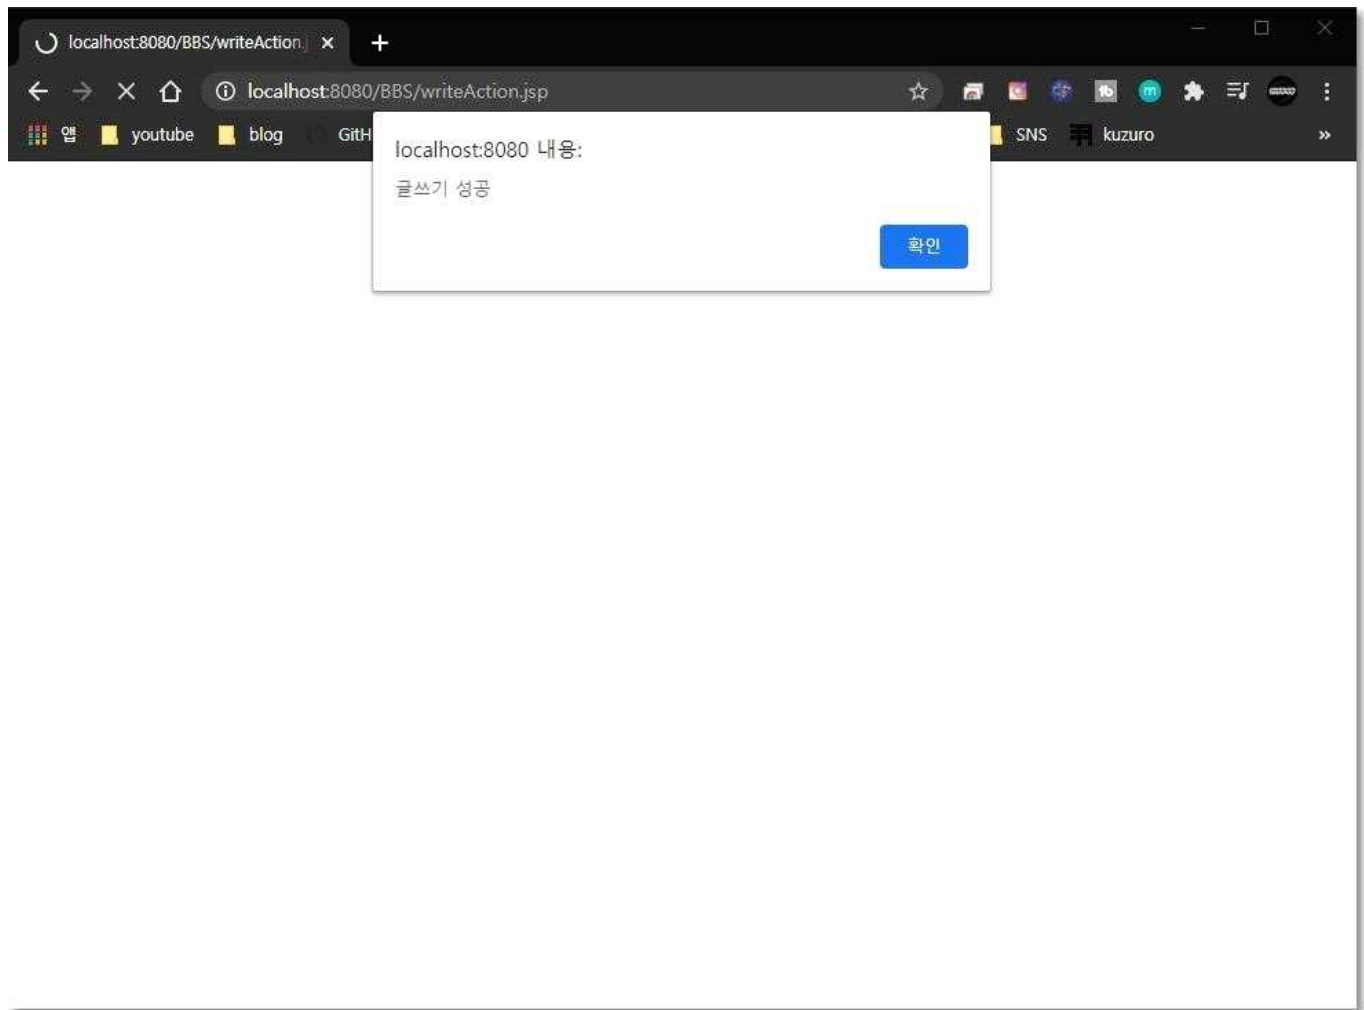 localhost:8080/BBS/writeAction.j
localhost:8080/BBS/writeAction.jsp
앱 youtube blog GitH SNS kuzuro
localhost:8080 내용:
글쓰기 성공
확인